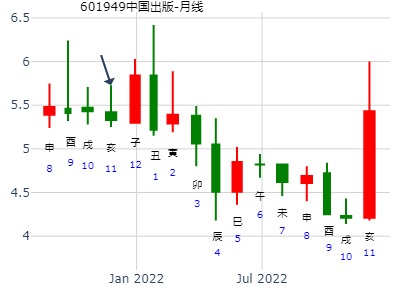 601949中国出版-月线
6.5
6
5.5
5
4.5
4
申
8
酉
9
戌
10
亥
11
子
12
丑
1
寅
2
卯
3
辰
4
巳
5
午
6
未
7
申
8
酉
9
戌
10
亥
11
Jan 2022
Jul 2022